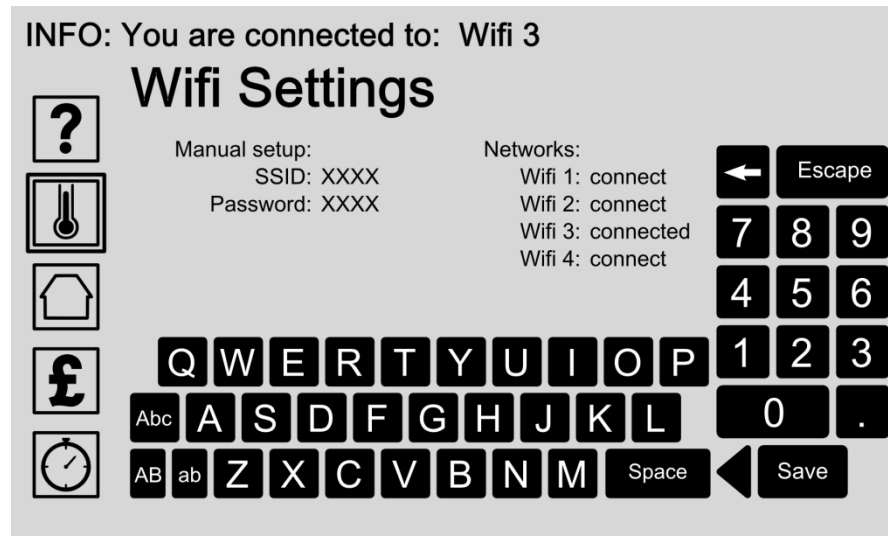 INFO: You are connected to: Wifi 3
Wifi Settings
?
Manual setup:
SSID: XXXX
Password: XXXX
Networks:
Wifi 1: connect
Wifi 2: connect
Wifi 3: connected
Wifi 4: connect
£
Escape
7 8 9
4 5 6
1 2 3
0 .
Q W E R T Y U I O P
Abc A S D F G H J K L
AB ab Z X C V B N M Space
Save